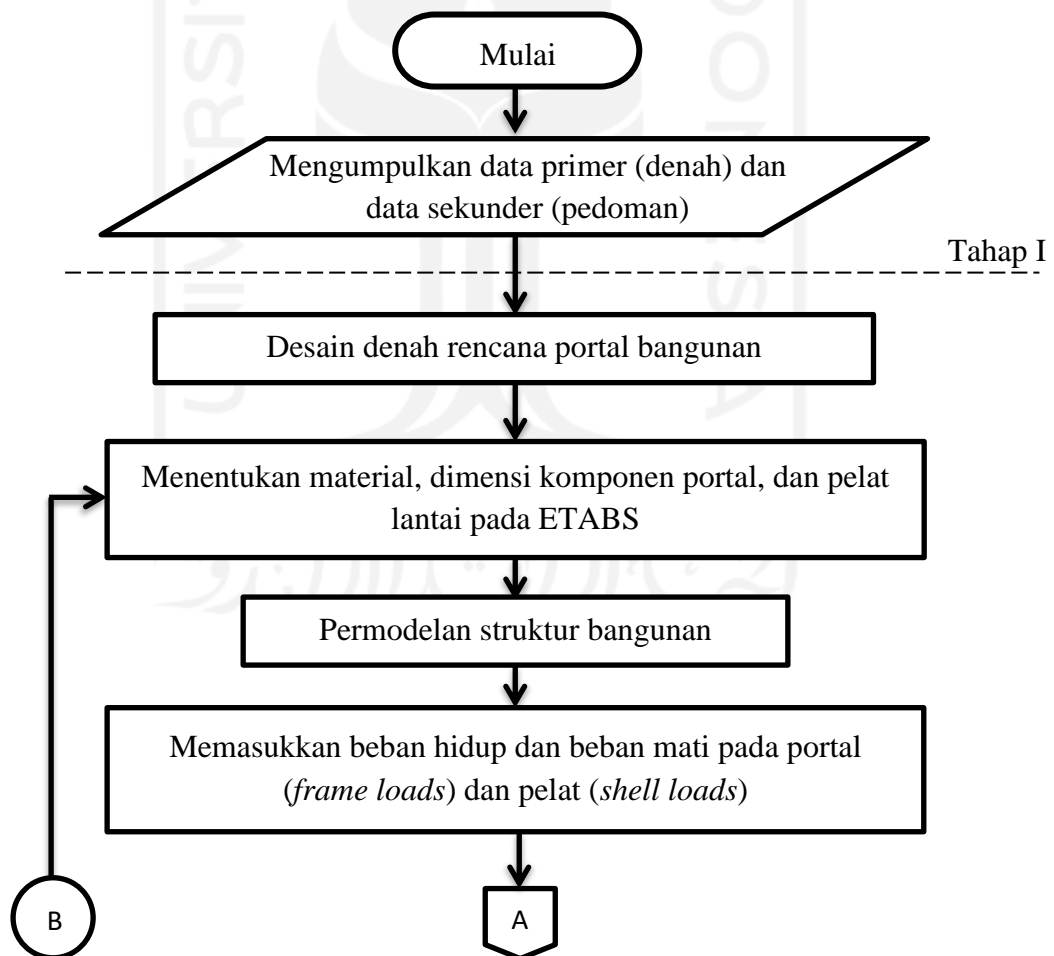 Mulai
Mengumpulkan data primer (denah) dan
data sekunder (pedoman)
Tahap I
Desain denah rencana portal bangunan
Menentukan material, dimensi komponen portal, dan pelat
lantai pada ETABS
Permodelan struktur bangunan
Memasukkan beban hidup dan beban mati pada portal
(frame loads) dan pelat (shell loads)
B
A